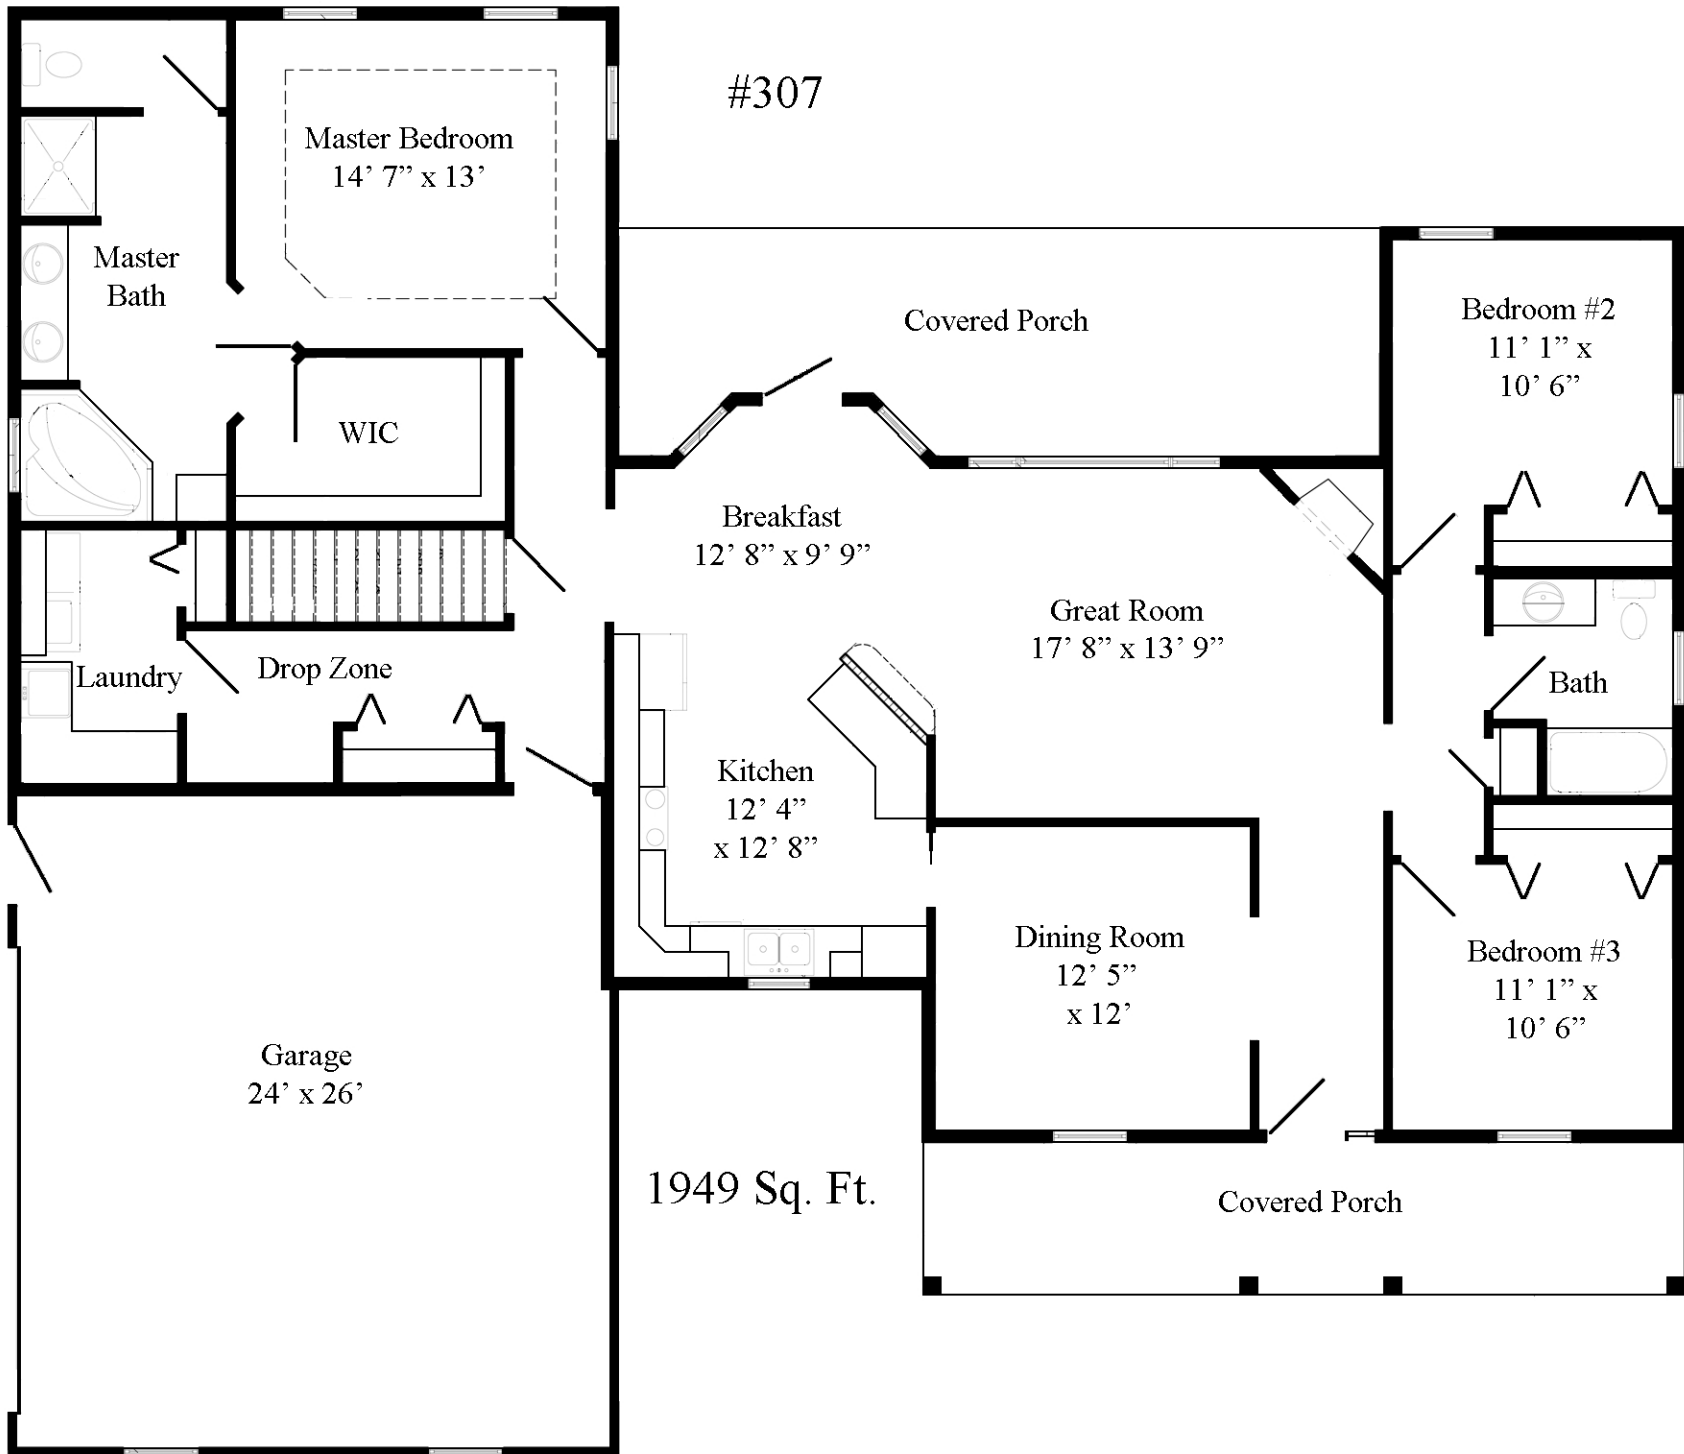 #307
Master Bedroom
14’ 7” x 13’
Master
Bath
Covered Porch
Bedroom #2
11’ 1” x
10’ 6”
WIC
Breakfast
12’ 8” x 9’ 9”
Great Room
17’ 8” x 13’ 9”
Laundry
Drop Zone
Bath
Kitchen
12’ 4”
x 12’ 8”
Dining Room
12’ 5”
x 12’
Bedroom #3
11’ 1” x
10’ 6”
Garage
24’ x 26’
1949 Sq. Ft.
Covered Porch